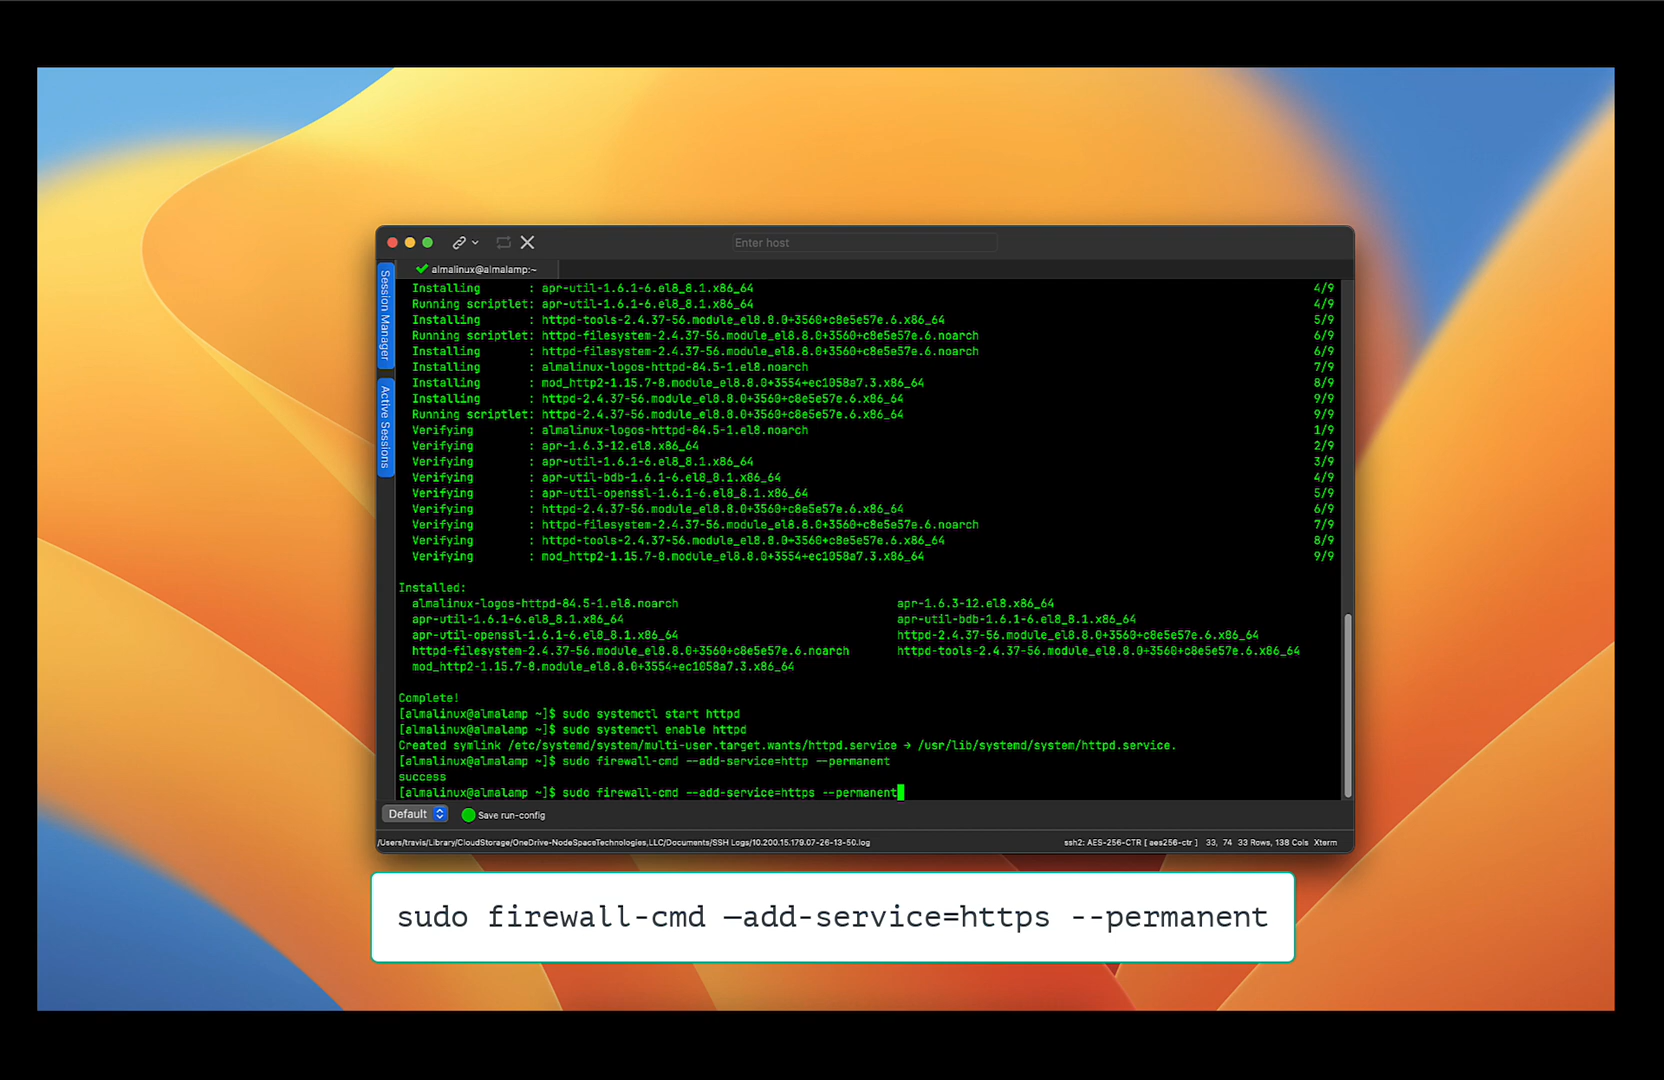 Enter host
almalinux@almalamp:~
Session Manager
Active Sessions
Installing : apr-util-1.6.1-6.el8_8.1.x86_64 4/9
Running scriptlet: apr-util-1.6.1-6.el8_8.1.x86_64 4/9
Installing : httpd-tools-2.4.37-56.module_el8.8.0+3560+c8e5e57e.6.x86_64 5/9
Running scriptlet: httpd-filesystem-2.4.37-56.module_el8.8.0+3560+c8e5e57e.6.noarch 6/9
Installing : httpd-filesystem-2.4.37-56.module_el8.8.0+3560+c8e5e57e.6.noarch 6/9
Installing : almalinux-logos-httpd-84.5-1.el8.noarch 7/9
Installing : mod_http2-1.15.7-8.module_el8.8.0+3554+ec1058a7.3.x86_64 8/9
Installing : httpd-2.4.37-56.module_el8.8.0+3560+c8e5e57e.6.x86_64 9/9
Running scriptlet: httpd-2.4.37-56.module_el8.8.0+3560+c8e5e57e.6.x86_64 9/9
Verifying : almalinux-logos-httpd-84.5-1.el8.noarch 1/9
Verifying : apr-1.6.3-12.el8.x86_64 2/9
Verifying : apr-util-1.6.1-6.el8_8.1.x86_64 3/9
Verifying : apr-util-bdb-1.6.1-6.el8_8.1.x86_64 4/9
Verifying : apr-util-openssl-1.6.1-6.el8_8.1.x86_64 5/9
Verifying : httpd-2.4.37-56.module_el8.8.0+3560+c8e5e57e.6.x86_64 6/9
Verifying : httpd-filesystem-2.4.37-56.module_el8.8.0+3560+c8e5e57e.6.noarch 7/9
Verifying : httpd-tools-2.4.37-56.module_el8.8.0+3560+c8e5e57e.6.x86_64 8/9
Verifying : mod_http2-1.15.7-8.module_el8.8.0+3554+ec1058a7.3.x86_64 9/9
Installed:
almalinux-logos-httpd-84.5-1.el8.noarch apr-1.6.3-12.el8.x86_64
apr-util-1.6.1-6.el8_8.1.x86_64 apr-util-bdb-1.6.1-6.el8_8.1.x86_64
apr-util-openssl-1.6.1-6.el8_8.1.x86_64 httpd-2.4.37-56.module_el8.8.0+3560+c8e5e57e.6.x86_64
httpd-filesystem-2.4.37-56.module_el8.8.0+3560+c8e5e57e.6.noarch httpd-tools-2.4.37-56.module_el8.8.0+3560+c8e5e57e.6.x86_64
mod_http2-1.15.7-8.module_el8.8.0+3554+ec1058a7.3.x86_64
Complete!
[almalinux@almalamp ~]$ sudo systemctl start httpd
[almalinux@almalamp ~]$ sudo systemctl enable httpd
Created symlink /etc/systemd/system/multi-user.target.wants/httpd.service → /usr/lib/systemd/system/httpd.service.
[almalinux@almalamp ~]$ sudo firewall-cmd --add-service=http --permanent
success
[almalinux@almalamp ~]$ sudo firewall-cmd --add-service=https --permanent
Default Save run-config
/Users/travis/Library/CloudStorage/OneDrive-NodeSpaceTechnologies,LLC/Documents/SSH Logs/10.200.15.179.07-26-13-50.log ssh2: AES-256-CTR [ aes256-ctr ] 33, 74 33 Rows, 138 Cols Xterm
sudo firewall-cmd —add-service=https --permanent